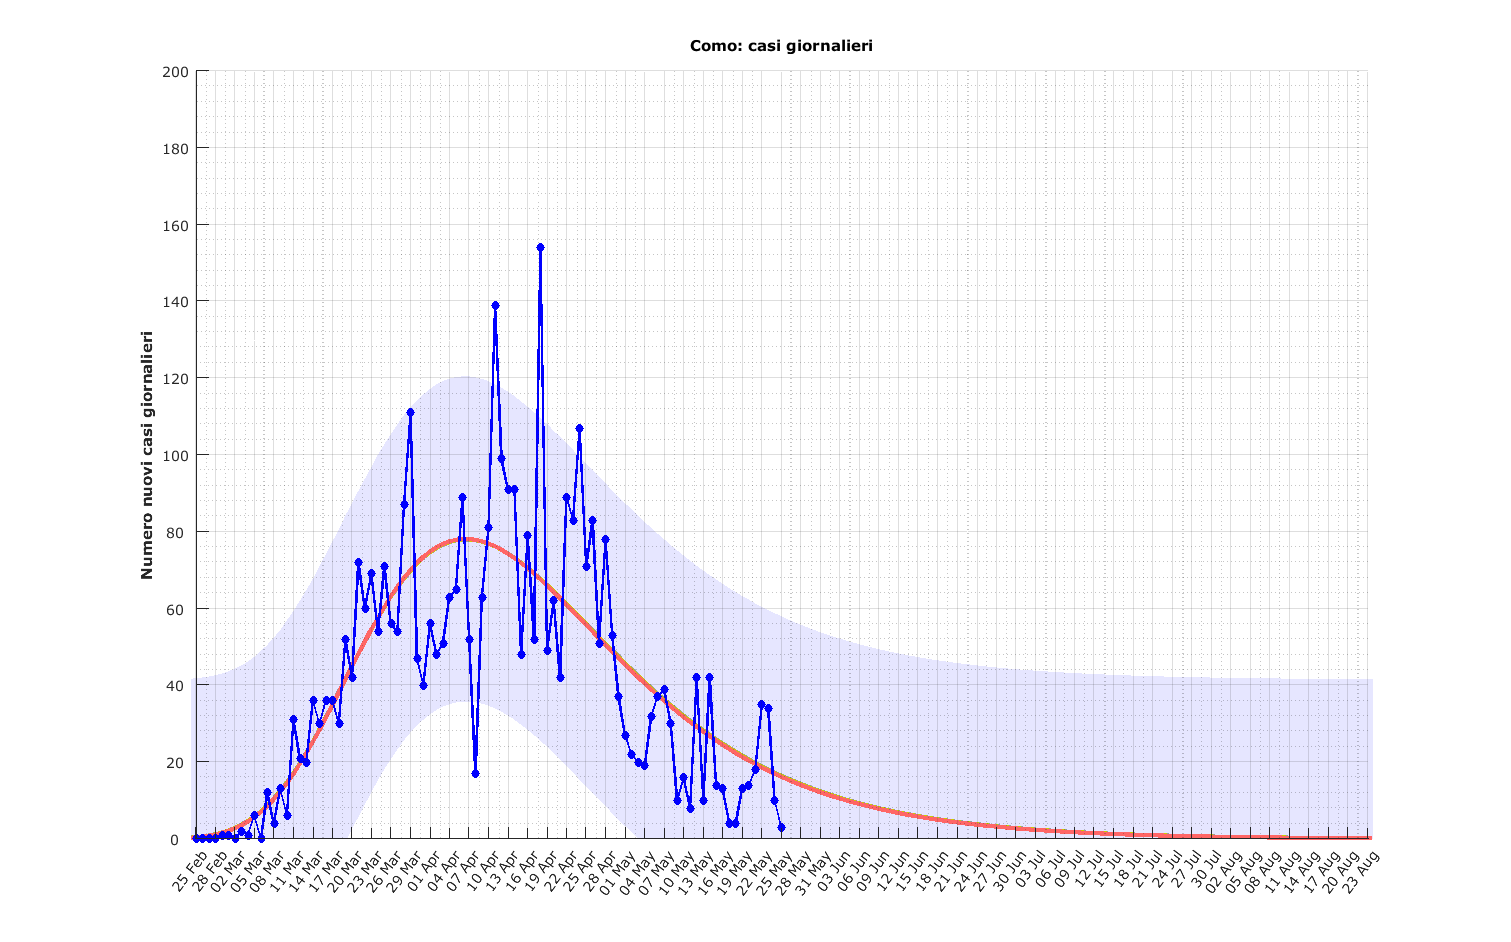 Como: casi giornalieri
Numero nuovi casi giornalieri
200
180
160
140
120
100
80
60
40
20
0
25 Feb
28 Feb
02 Mar
05 Mar
08 Mar
11 Mar
14 Mar
17 Mar
20 Mar
23 Mar
26 Mar
29 Mar
01 Apr
04 Apr
07 Apr
10 Apr
13 Apr
16 Apr
19 Apr
22 Apr
25 Apr
28 Apr
01 May
04 May
07 May
10 May
13 May
16 May
19 May
22 May
25 May
28 May
31 May
03 Jun
06 Jun
09 Jun
12 Jun
15 Jun
18 Jun
21 Jun
24 Jun
27 Jun
30 Jun
03 Jul
06 Jul
09 Jul
12 Jul
15 Jul
18 Jul
21 Jul
24 Jul
27 Jul
30 Jul
02 Aug
05 Aug
08 Aug
11 Aug
14 Aug
17 Aug
20 Aug
23 Aug